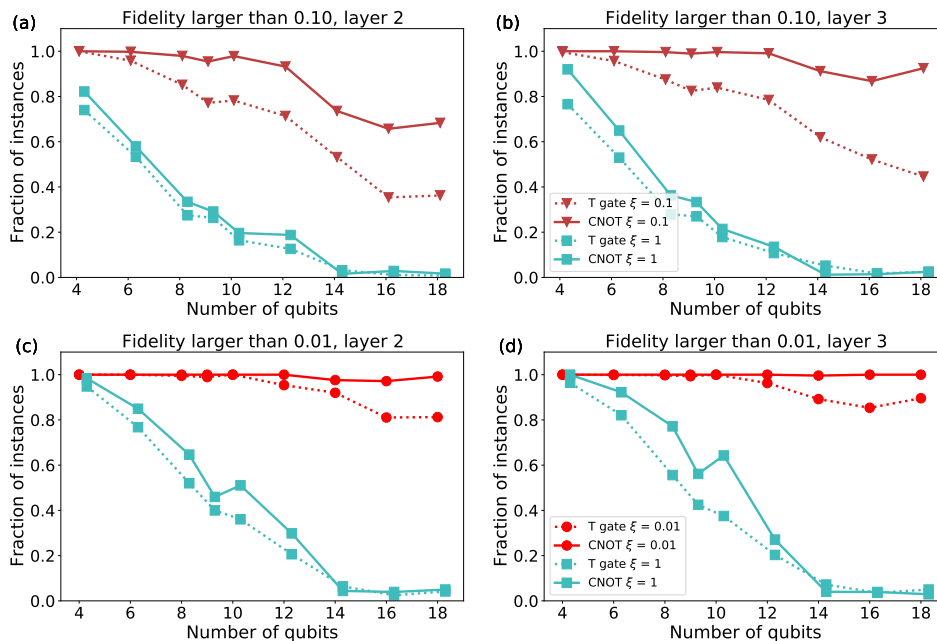 (a)
Fidelity larger than 0.10, layer 2
Fraction of instances
1.0
0.8
0.6
0.4
0.2
0.0
4 6 8 10 12 14 16 18
Number of qubits
(b)
Fidelity larger than 0.10, layer 3
Fraction of instances
1.0
0.8
0.6
0.4
0.2
0.0
T gate ξ = 0.1
CNOT ξ = 0.1
T gate ξ = 1
CNOT ξ = 1
4 6 8 10 12 14 16 18
Number of qubits
(c)
Fidelity larger than 0.01, layer 2
Fraction of instances
1.0
0.8
0.6
0.4
0.2
0.0
4 6 8 10 12 14 16 18
Number of qubits
(d)
Fidelity larger than 0.01, layer 3
Fraction of instances
1.0
0.8
0.6
0.4
0.2
0.0
T gate ξ = 0.01
CNOT ξ = 0.01
T gate ξ = 1
CNOT ξ = 1
4 6 8 10 12 14 16 18
Number of qubits